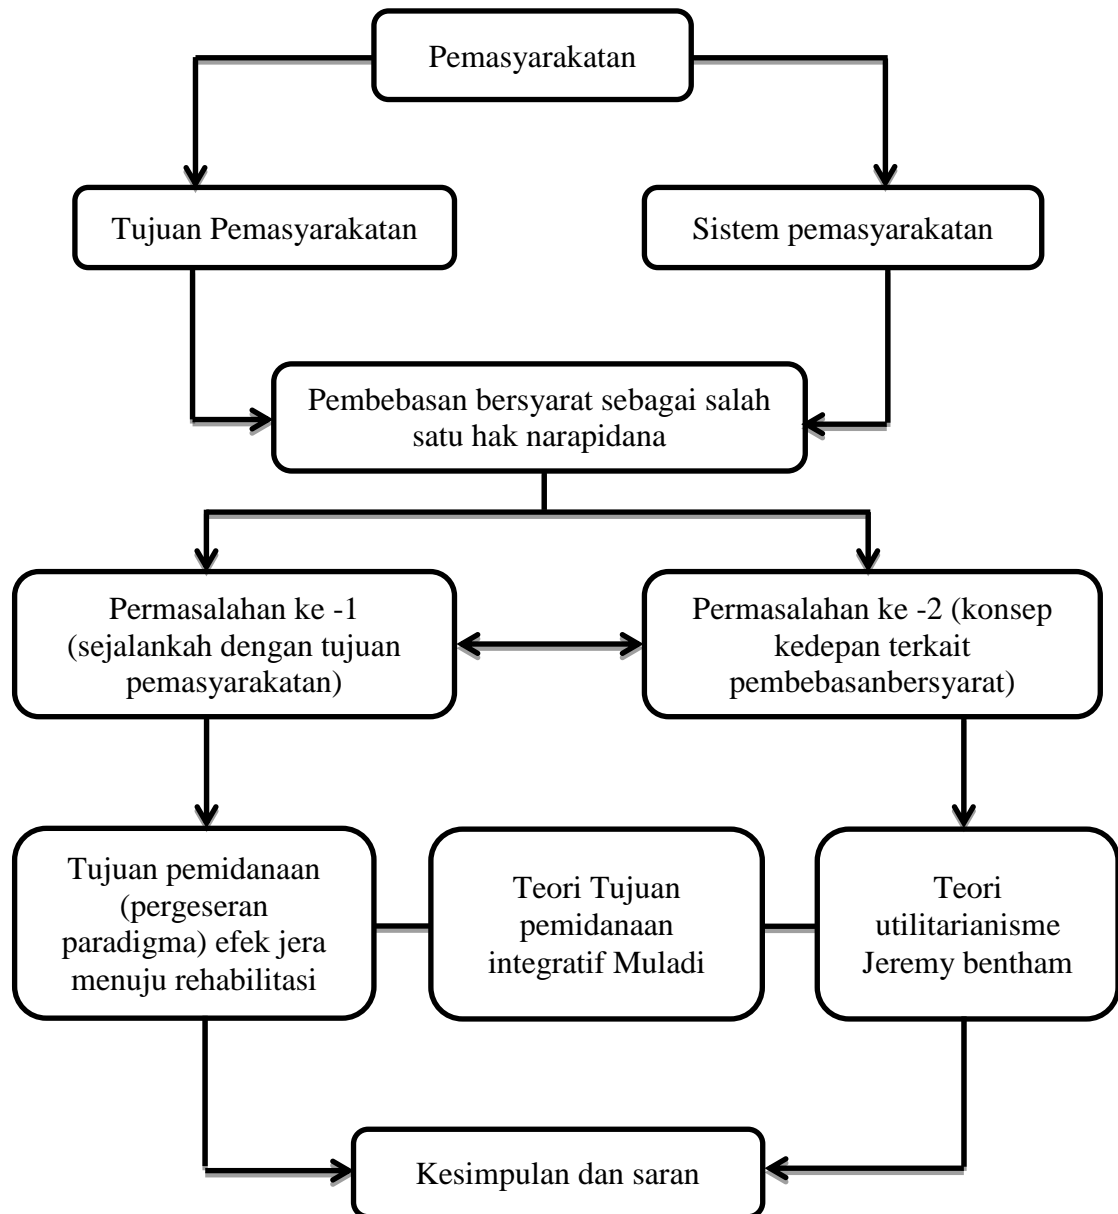 Pemasyarakatan
Tujuan Pemasyarakatan
Sistem pemasyarakatan
Pembebasan bersyarat sebagai salah
satu hak narapidana
Permasalahan ke -1
(sejalankah dengan tujuan
pemasyarakatan)
Permasalahan ke -2 (konsep
kedepan terkait
pembebasanbersyarat)
Tujuan pemidanaan
(pergeseran
paradigma) efek jera
menuju rehabilitasi
Teori Tujuan
pemidanaan
integratif Muladi
Teori
utilitarianisme
Jeremy bentham
Kesimpulan dan saran